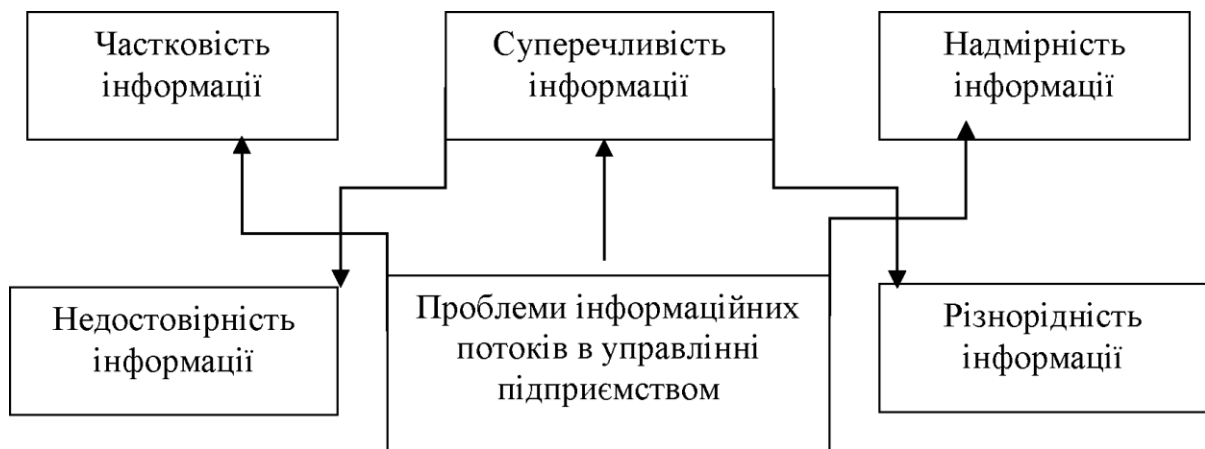 Частковість
інформації
Суперечливість
інформації
Надмірність
інформації
Недостовірність
інформації
Проблеми інформаційних
потоків в управлінні
підприємством
Різнорідність
інформації